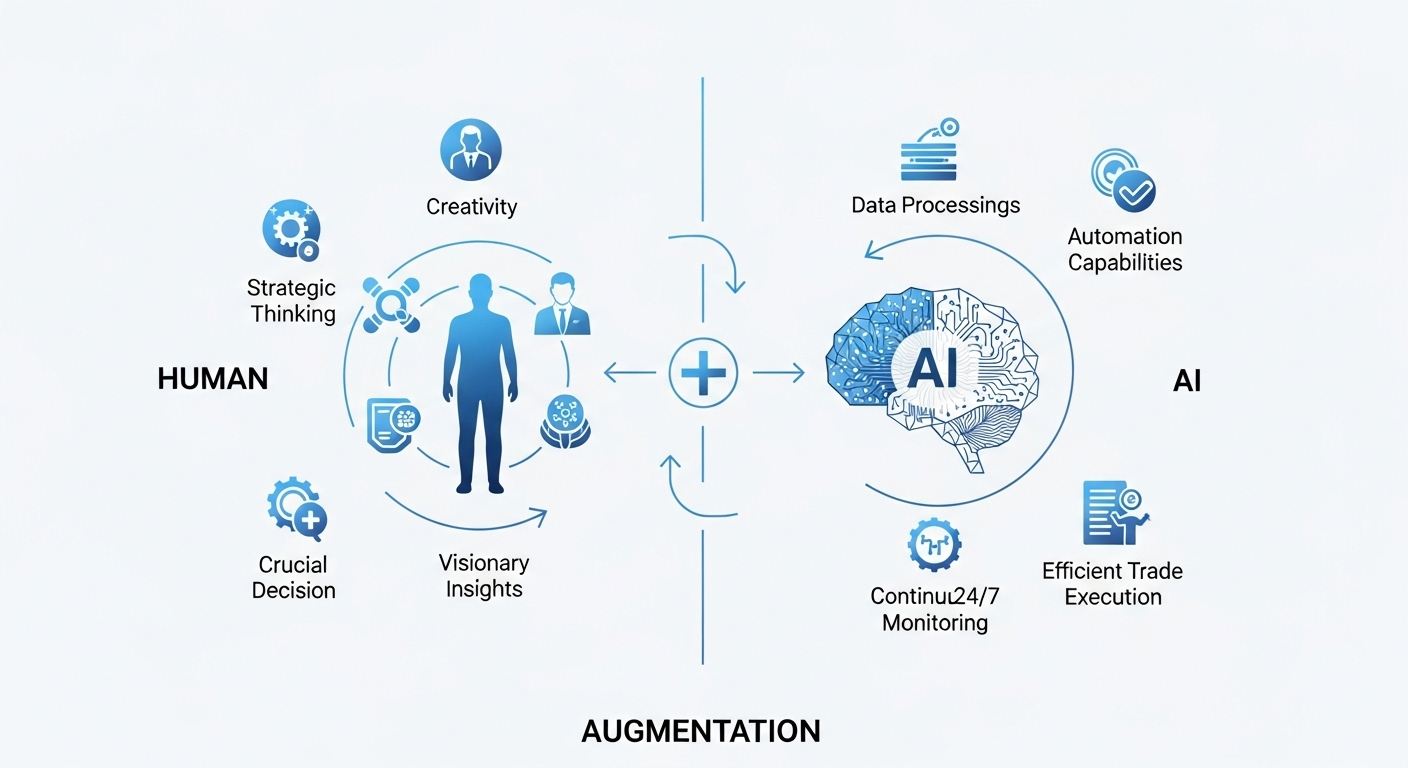 Creativity
Strategic
Thinking
HUMAN
Crucial
Decision
Visionary
Insights
Data Processings
Automation
Capabilities
AI
AI
Continuɩ24/7
Monitoring
Efficient Trade
Execution
AUGMENTATION